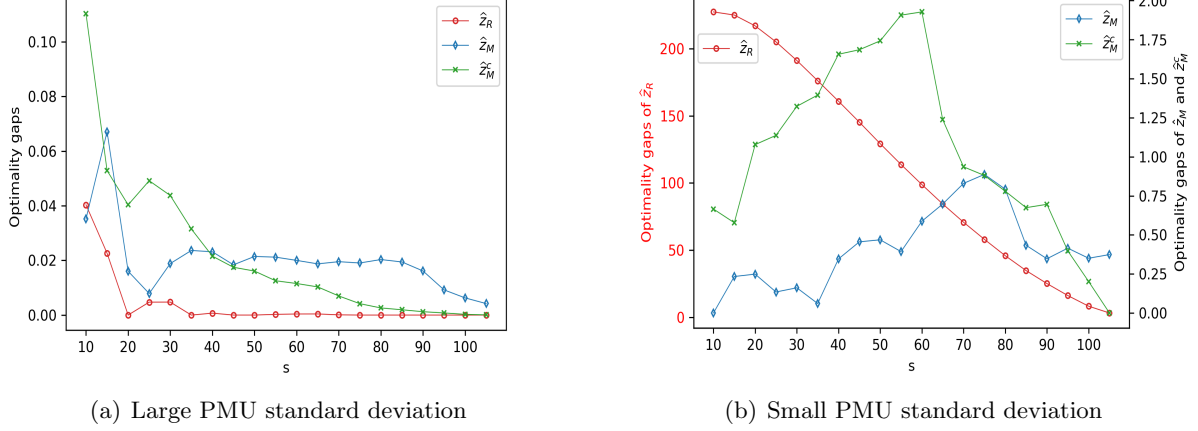 Optimality gaps
0.10
0.08
0.06
0.04
0.02
0.00
10 20 30 40 50 60 70 80 90 100
s
ẑ_R
ẑ_M
ẑ_M^c
(a) Large PMU standard deviation
Optimality gaps of ẑ_R
200
150
100
50
0
10 20 30 40 50 60 70 80 90 100
s
ẑ_R
ẑ_M
ẑ_M^c
2.00
1.75
1.50
1.25
1.00
0.75
0.50
0.25
0.00
Optimality gaps of ẑ_M and ẑ_M^c
(b) Small PMU standard deviation